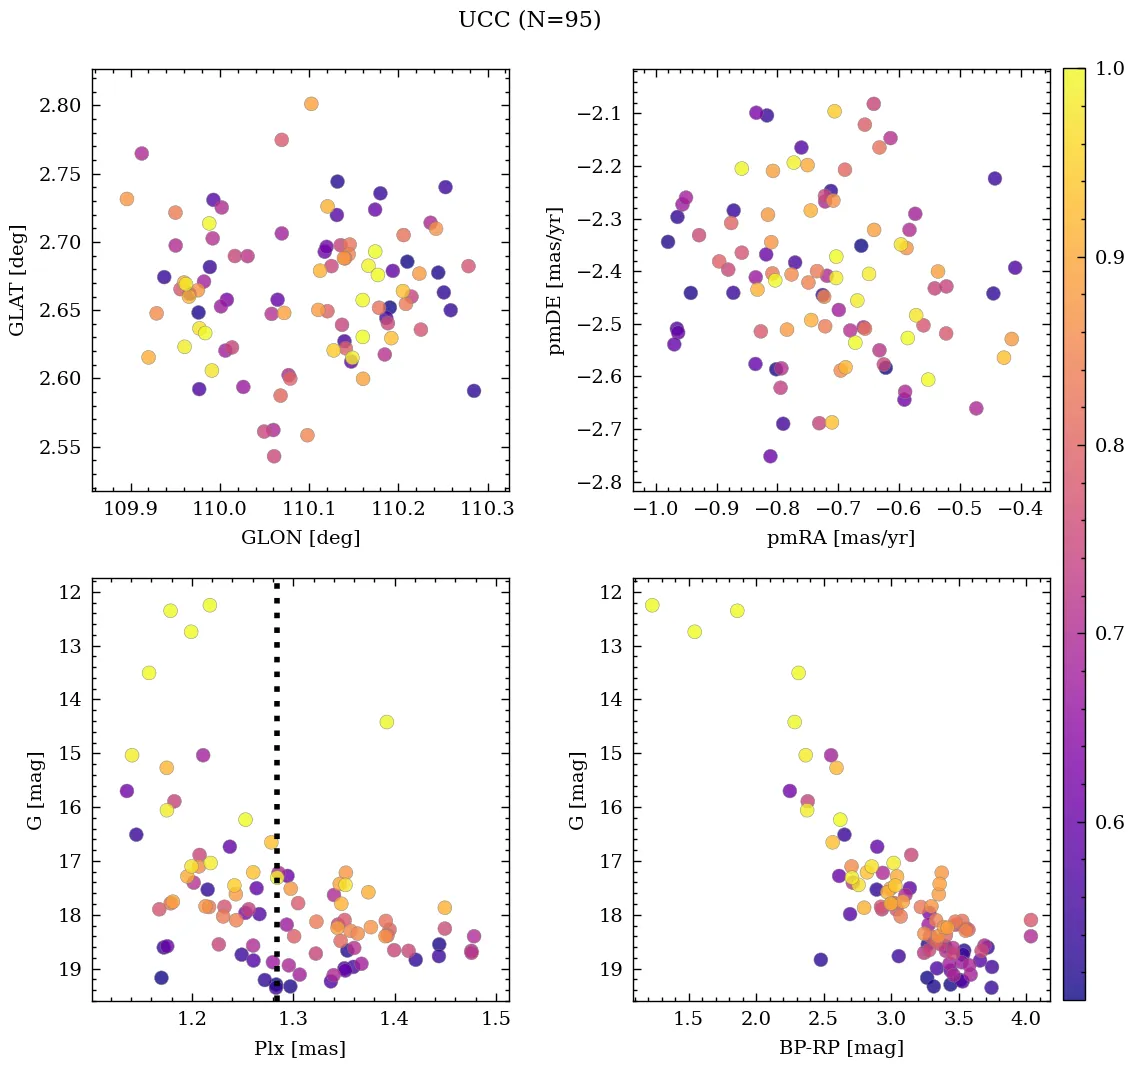 UCC (N=95)
2.80
2.75
2.70
2.65
2.60
2.55
GLAT [deg]
109.9 110.0 110.1 110.2 110.3
GLON [deg]
−2.1
−2.2
−2.3
−2.4
−2.5
−2.6
−2.7
−2.8
pmDE [mas/yr]
−1.0 −0.9 −0.8 −0.7 −0.6 −0.5 −0.4
pmRA [mas/yr]
1.0
0.9
0.8
0.7
0.6
12
13
14
15
16
17
18
19
G [mag]
1.2 1.3 1.4 1.5
Plx [mas]
12
13
14
15
16
17
18
19
G [mag]
1.5 2.0 2.5 3.0 3.5 4.0
BP-RP [mag]